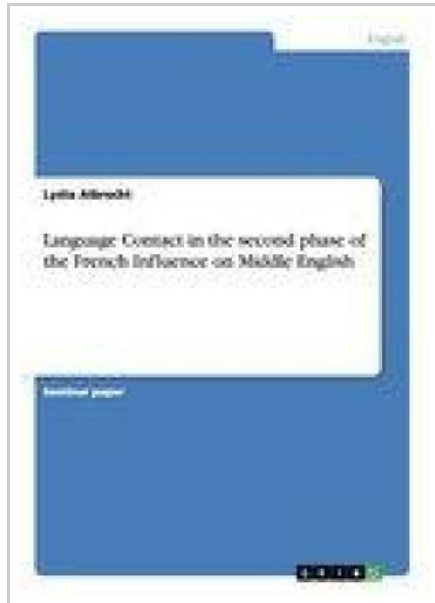 English
Lydia Albrecht
Language Contact in the second phase of
the French Influence on Middle English
Seminar paper
G R I N